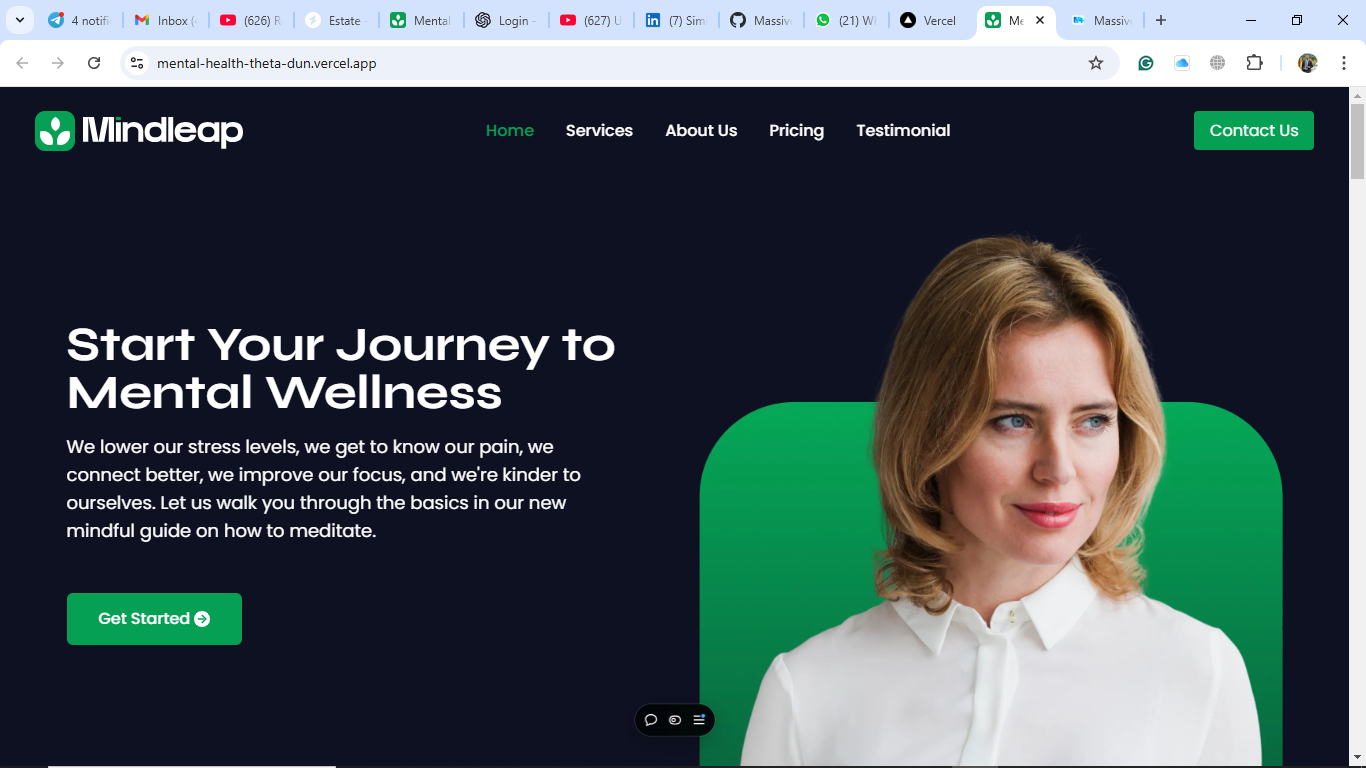 4 notifi
Inbox (
(626) R
Estate -
Mental
Login -
(627) U
(7) Simi
Massiv
(21) W
Vercel
Me
Massiv
mental-health-theta-dun.vercel.app
Mindleap
Home
Services
About Us
Pricing
Testimonial
Contact Us
Start Your Journey to
Mental Wellness
We lower our stress levels, we get to know our pain, we
connect better, we improve our focus, and we're kinder to
ourselves. Let us walk you through the basics in our new
mindful guide on how to meditate.
Get Started